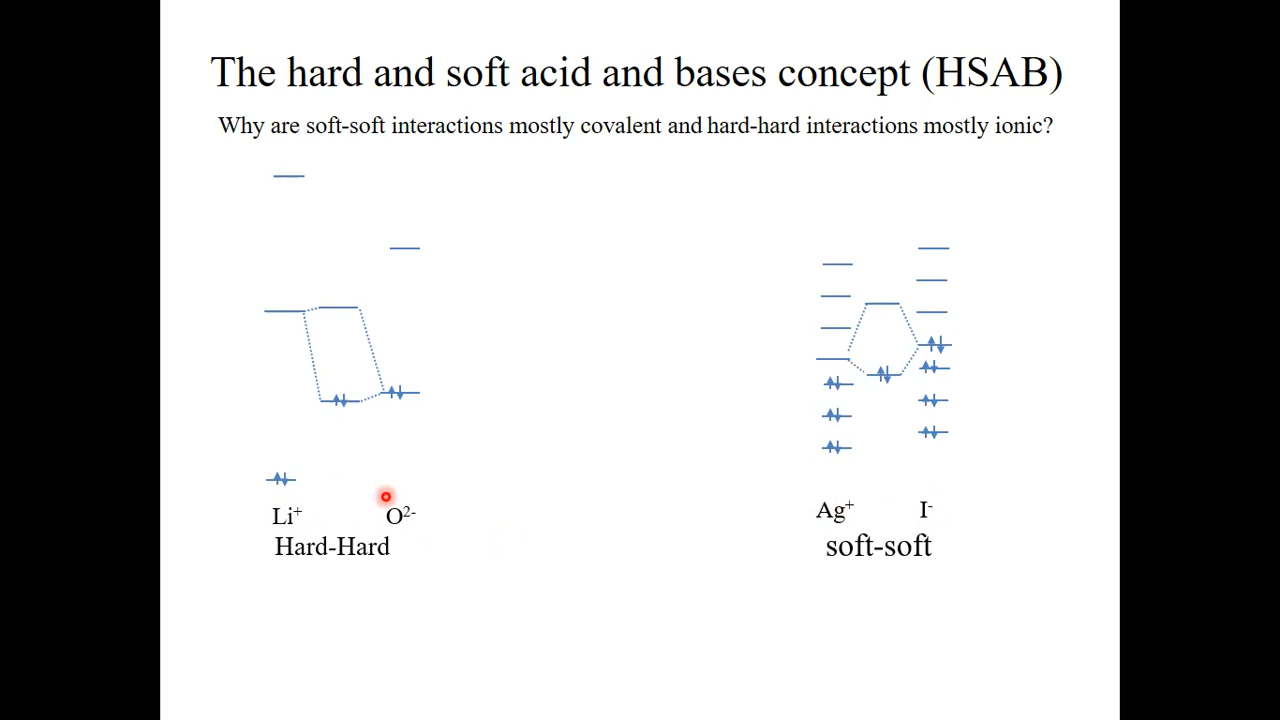 The hard and soft acid and bases concept (HSAB)
Why are soft-soft interactions mostly covalent and hard-hard interactions mostly ionic?
Li⁺ O²⁻
Hard-Hard
Ag⁺ I⁻
soft-soft